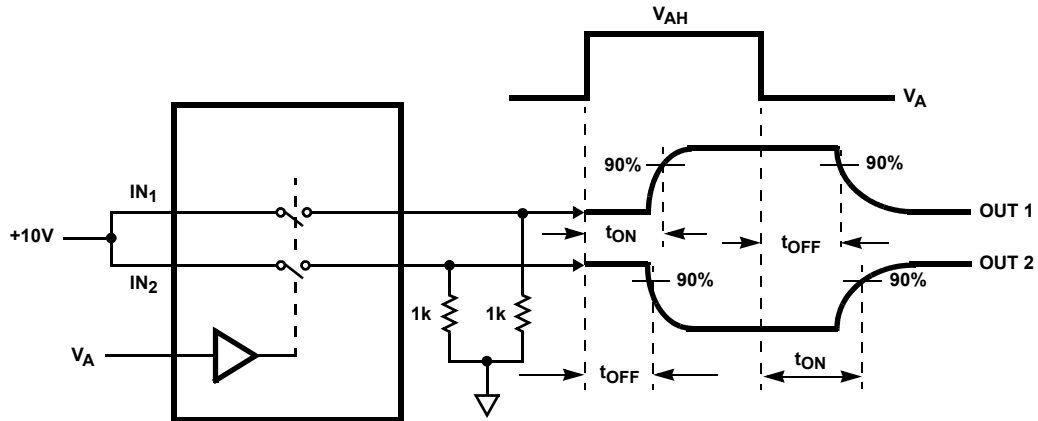 VAH
VA
90%
90%
IN1
OUT 1
+10V
tON
tOFF
IN2
OUT 2
90%
90%
1k
1k
VA
tON
tOFF